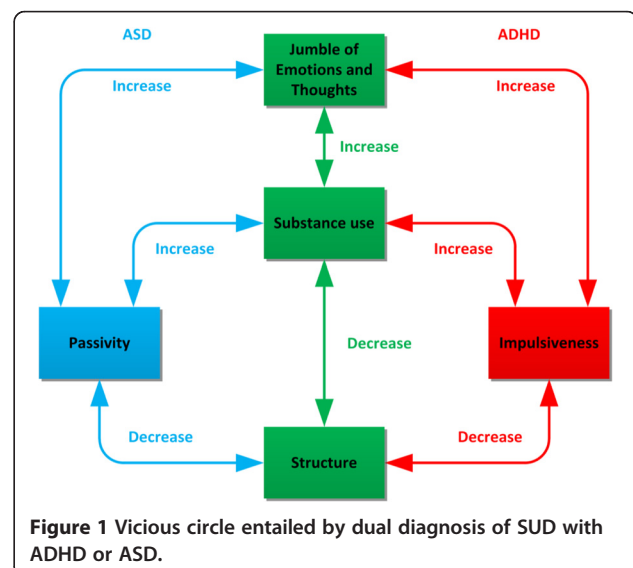 ASD
ADHD
Jumble of
Emotions and
Thoughts
Increase
Increase
Increase
Substance use
Increase
Increase
Passivity
Decrease
Impulsiveness
Decrease
Decrease
Structure
Figure 1 Vicious circle entailed by dual diagnosis of SUD with
ADHD or ASD.